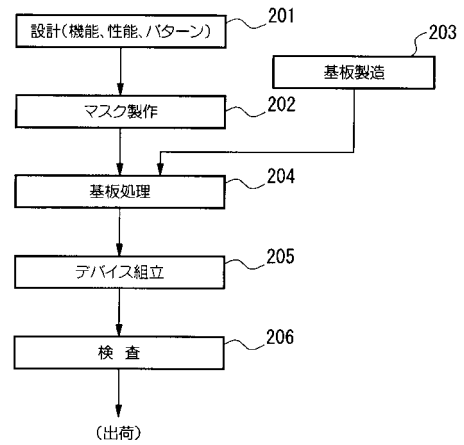 201
設計(機能、性能、パターン)
203
基板製造
202
マスク製作
204
基板処理
205
デバイス組立
206
検 査
(出荷)